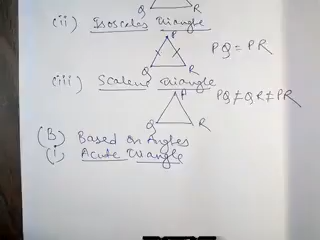 Q R
(ii) Isosceles Triangle
P
PQ = PR
Q R
(iii) Scalene Triangle
P
PQ ≠ QR ≠ PR
Q R
(B) Based on Angles
(i) Acute Triangle